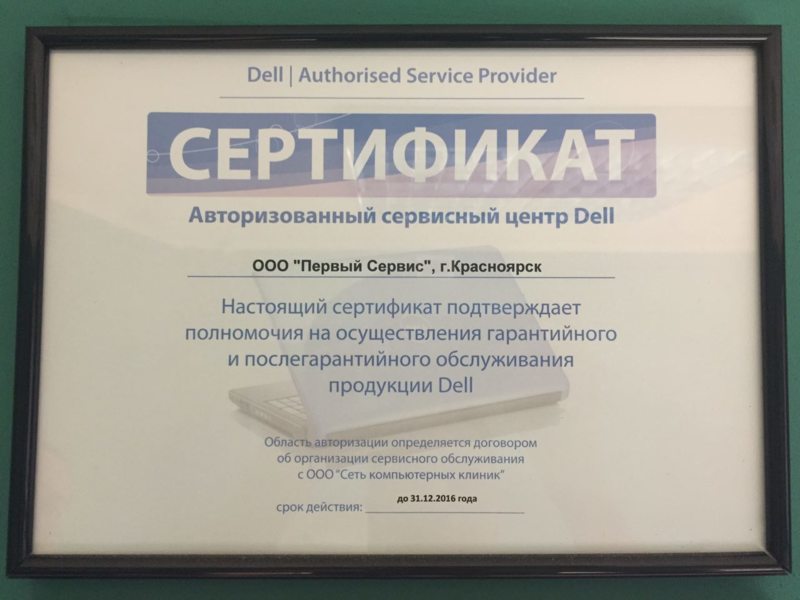 Dell | Authorised Service Provider
СЕРТИФИКАТ
Авторизованный сервисный центр Dell
ООО "Первый Сервис", г.Красноярск
Настоящий сертификат подтверждает
полномочия на осуществления гарантийного
и послегарантийного обслуживания
продукции Dell
Область авторизации определяется договором
об организации сервисного обслуживания
с ООО "Сеть компьютерных клиник"
срок действия: до 31.12.2016 года